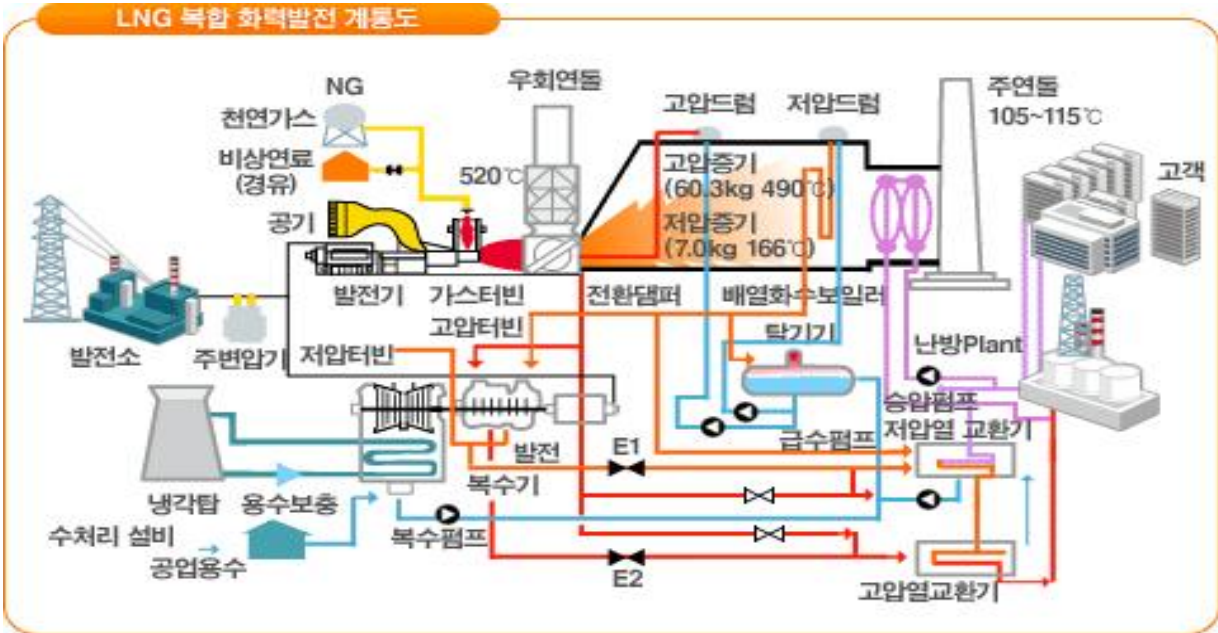 LNG 복합 화력발전 계통도
NG
천연가스
비상연료
(경유)
공기
520℃
우회연돌
고압드럼
저압드럼
주연돌
105~115℃
고압증기
(60.3kg 490℃)
저압증기
(7.0kg 166℃)
고객
발전기
가스터빈
전환댐퍼
배열화수보일러
발전소
주변압기
고압터빈
저압터빈
탈기기
난방Plant
승압펌프
급수펌프
저압열 교환기
발전
E1
복수기
냉각탑
용수보충
수처리 설비
공업용수
복수펌프
E2
고압열교환기